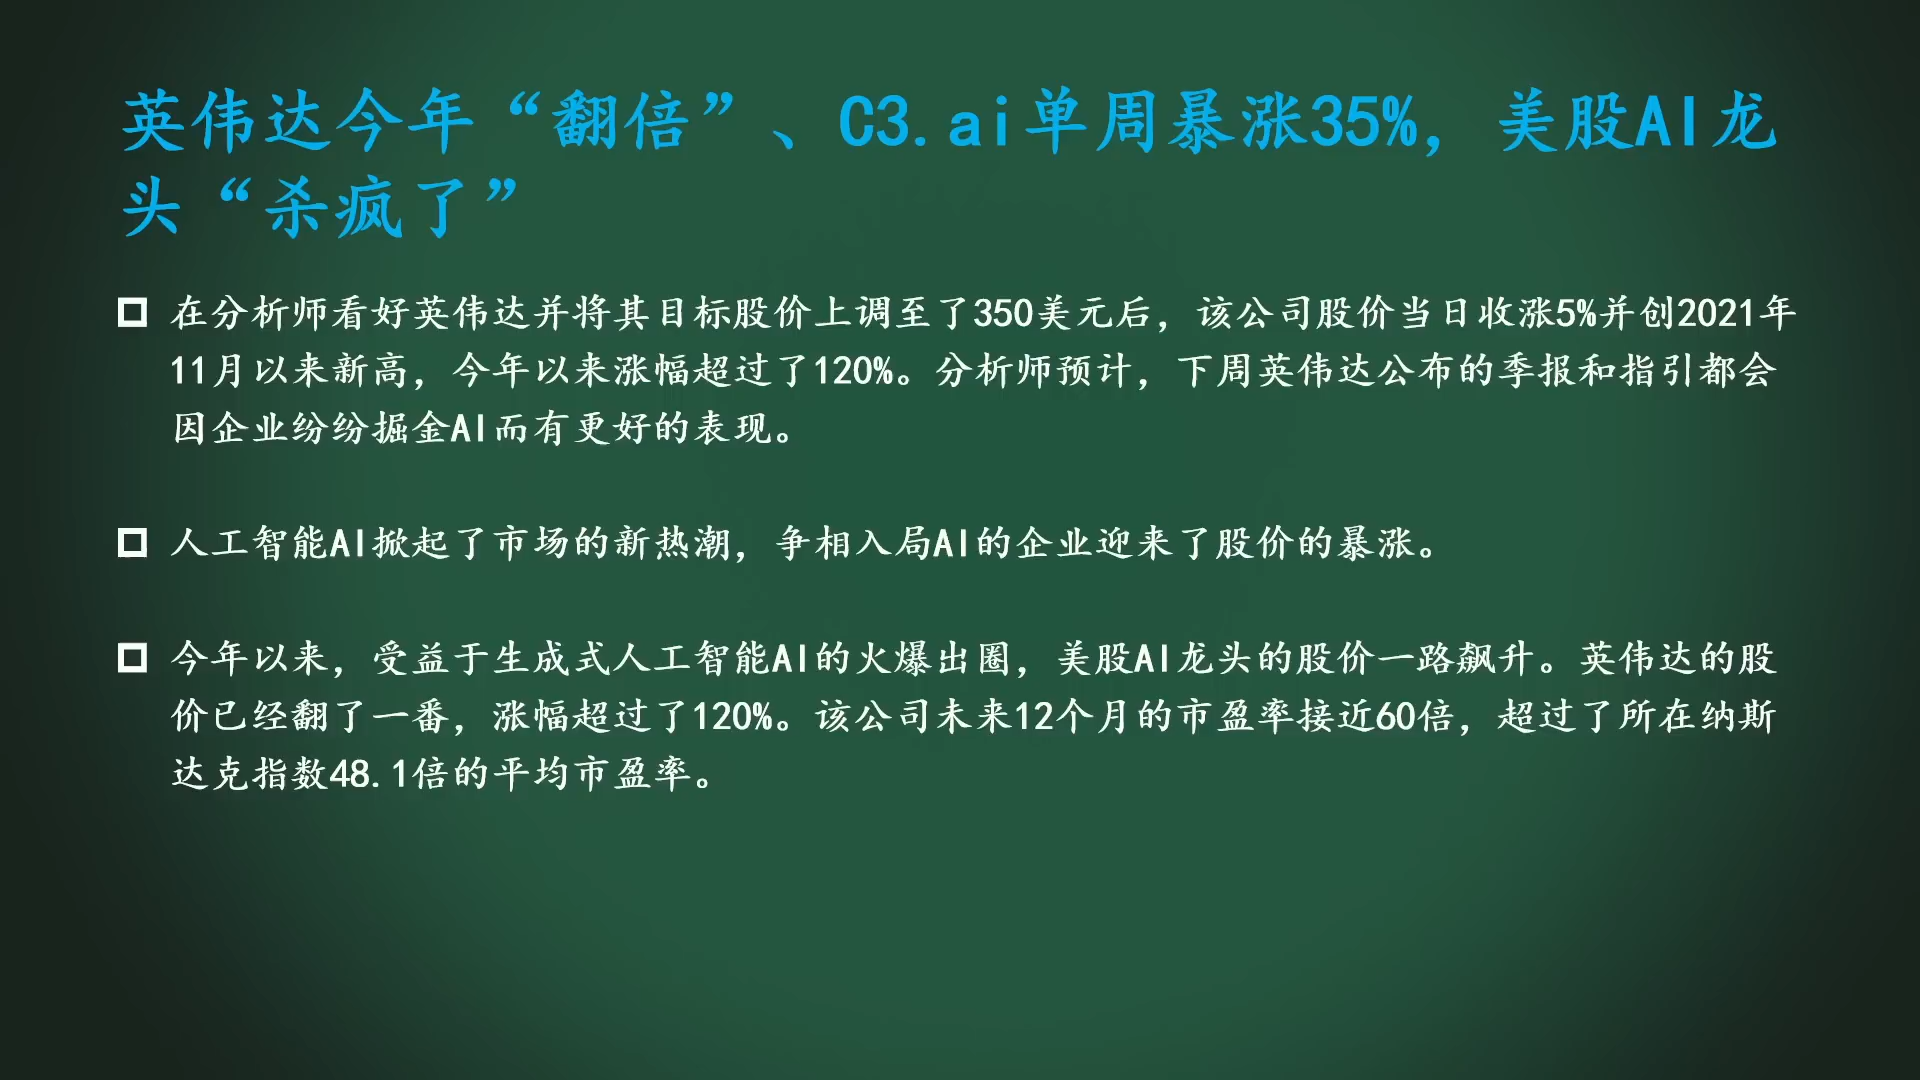 英伟达今年“翻倍”、C3.ai单周暴涨35%，美股AI龙
头“杀疯了”
在分析师看好英伟达并将其目标股价上调至了350美元后，该公司股价当日收涨5%并创2021年
11月以来新高，今年以来涨幅超过了120%。分析师预计，下周英伟达公布的季报和指引都会
因企业纷纷掘金AI而有更好的表现。
人工智能AI掀起了市场的新热潮，争相入局AI的企业迎来了股价的暴涨。
今年以来，受益于生成式人工智能AI的火爆出圈，美股AI龙头的股价一路飙升。英伟达的股
价已经翻了一番，涨幅超过了120%。该公司未来12个月的市盈率接近60倍，超过了所在纳斯
达克指数48.1倍的平均市盈率。